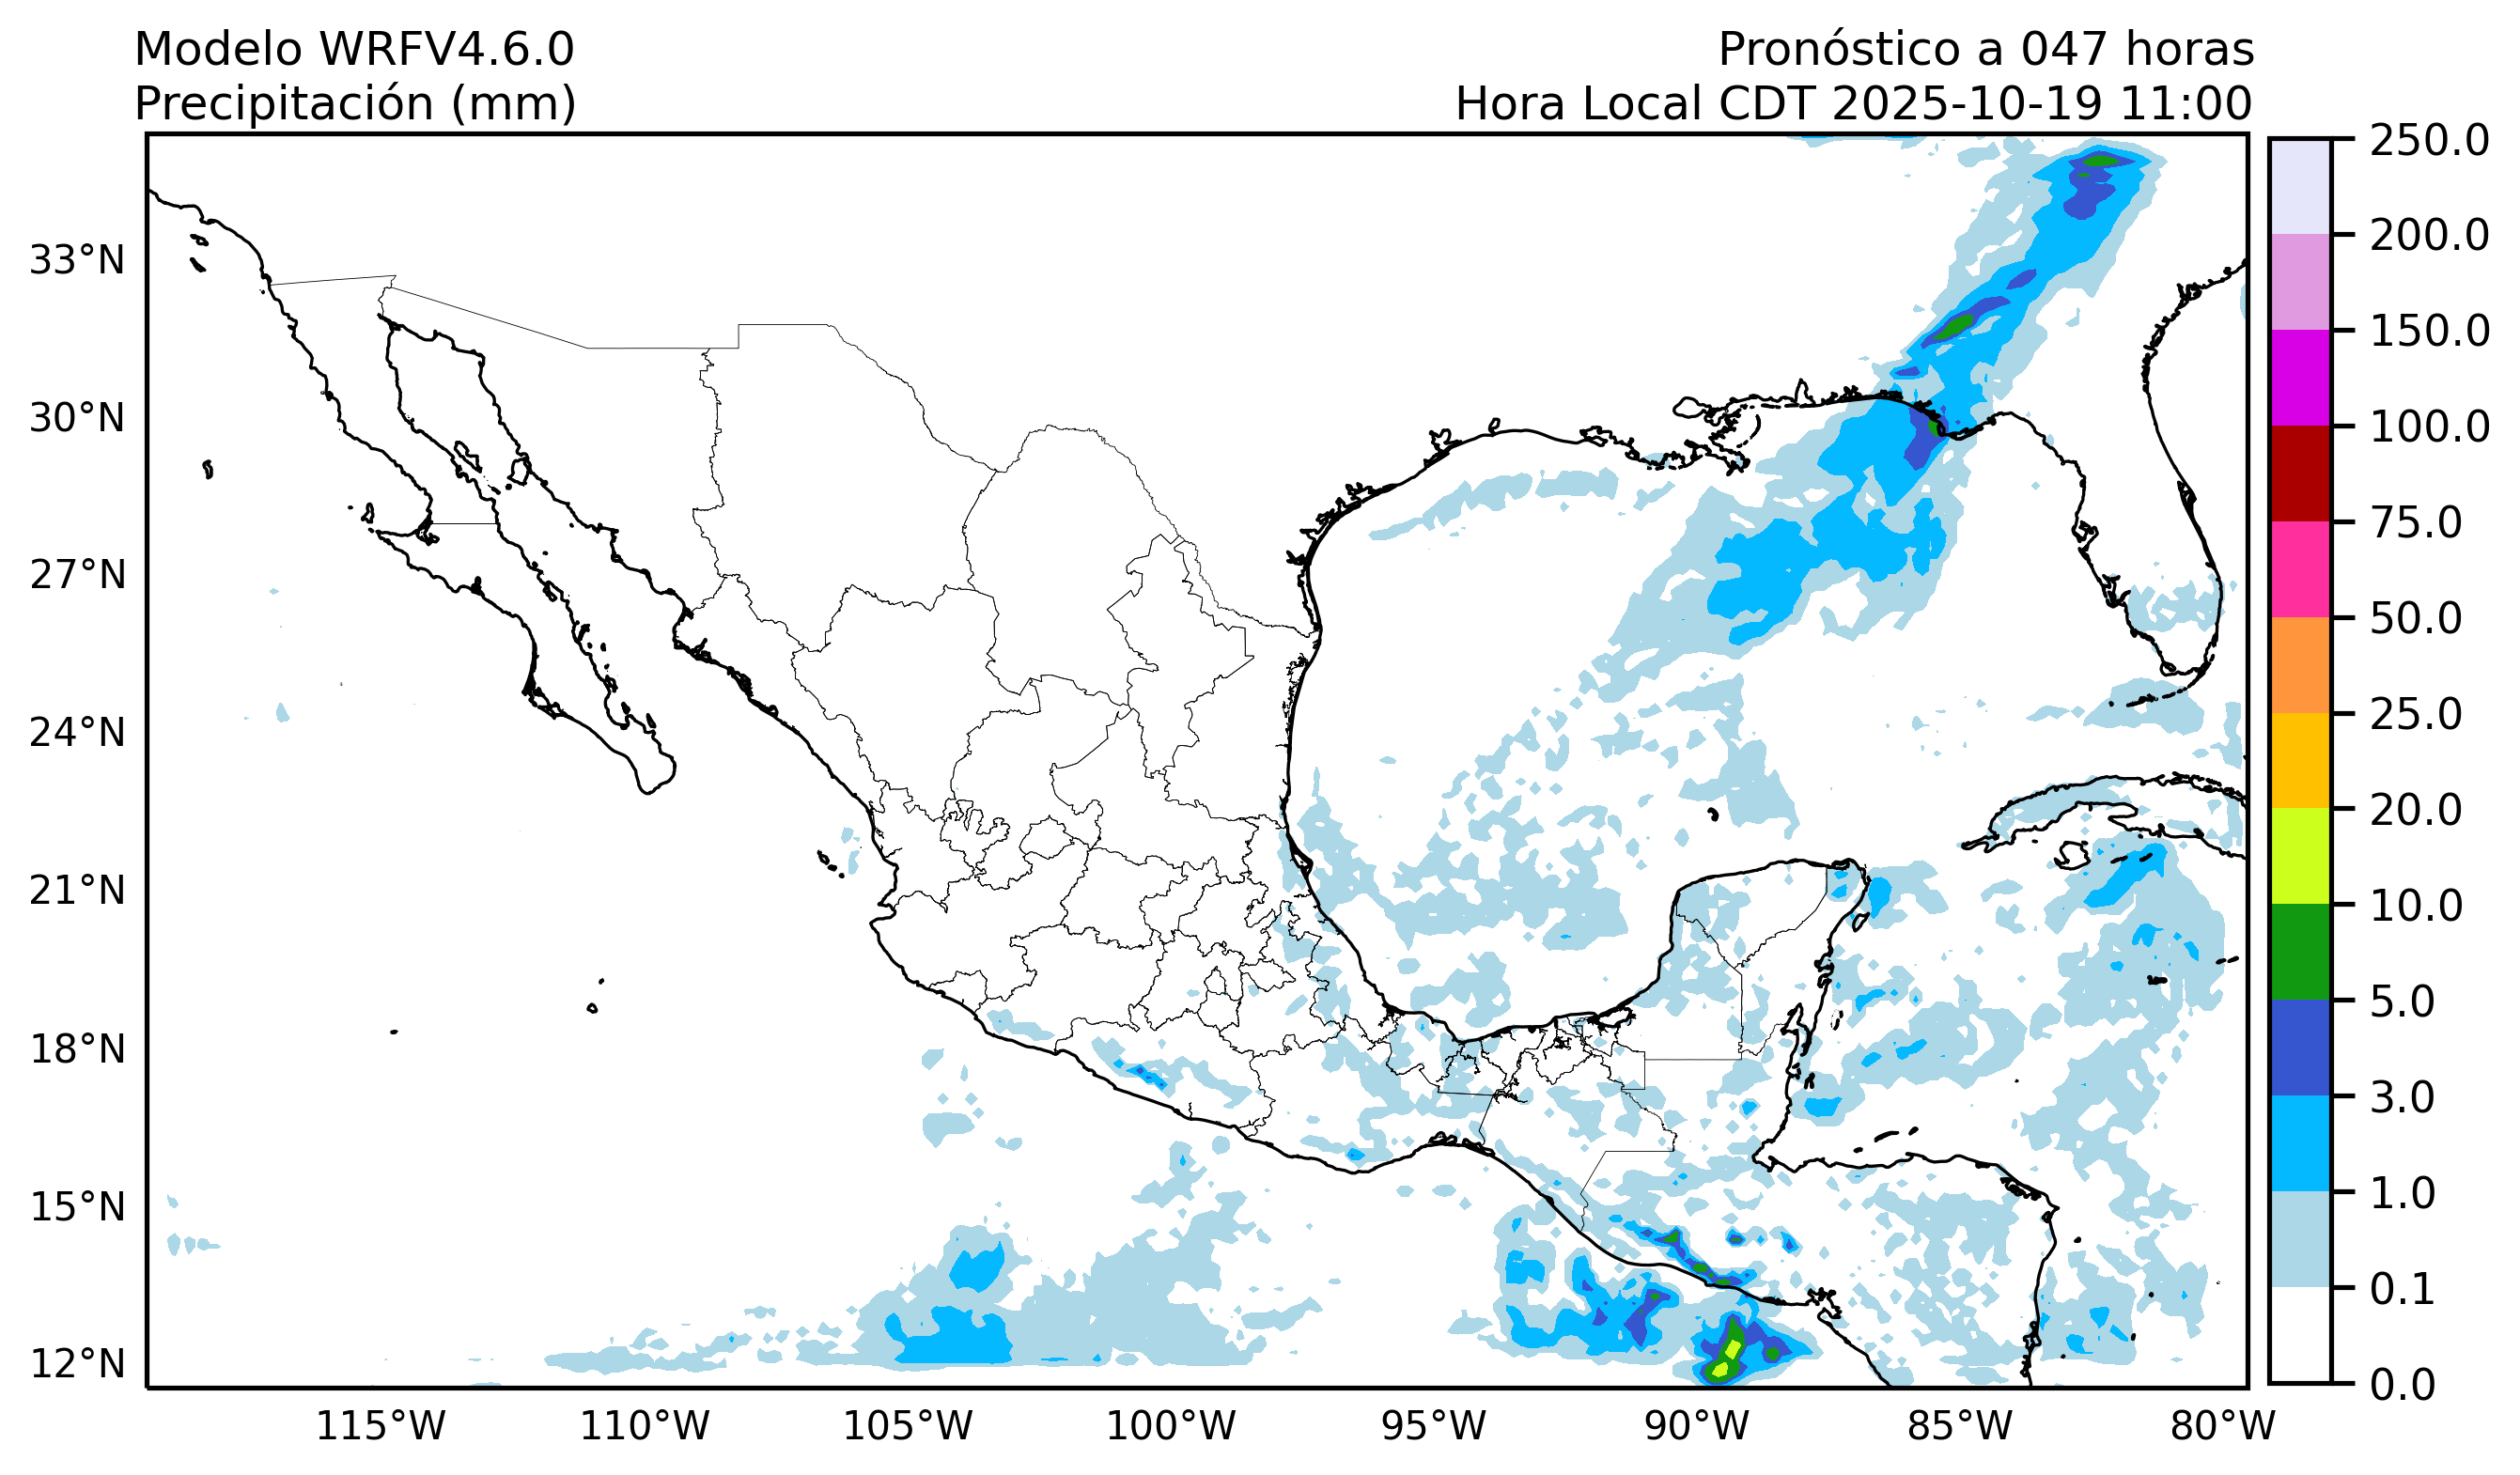 Modelo WRFV4.6.0
Precipitación (mm)
Pronóstico a 047 horas
Hora Local CDT 2025-10-19 11:00
33°N
30°N
27°N
24°N
21°N
18°N
15°N
12°N
115°W
110°W
105°W
100°W
95°W
90°W
85°W
80°W
250.0
200.0
150.0
100.0
75.0
50.0
25.0
20.0
10.0
5.0
3.0
1.0
0.1
0.0